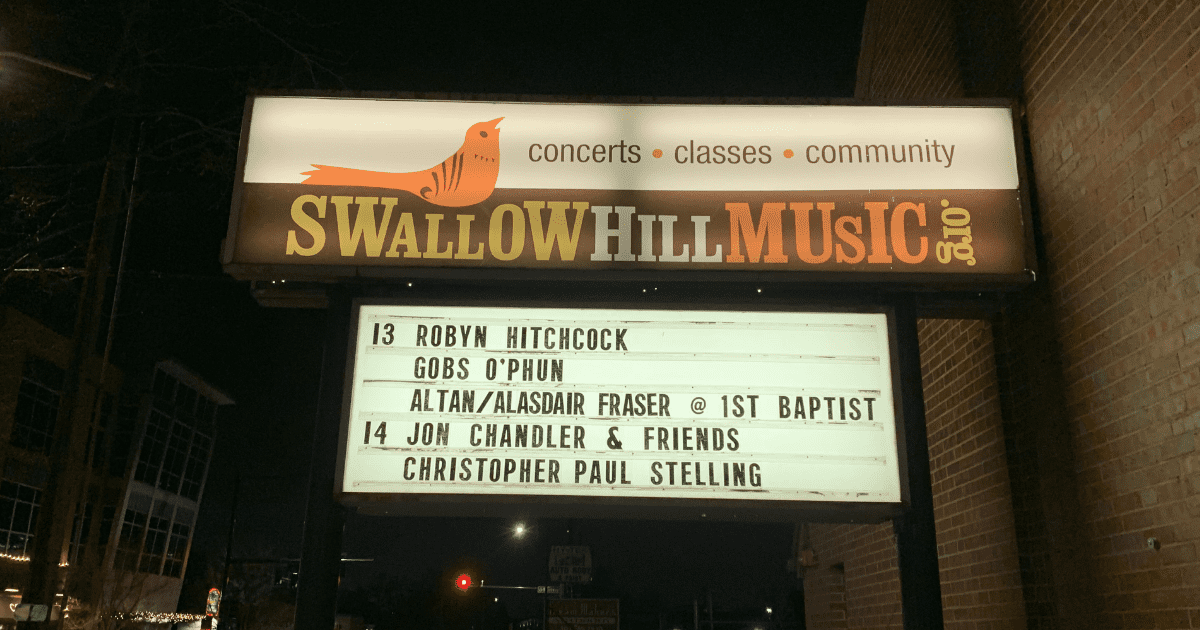 concerts • classes • community
SWALLOWHILLMUSIC.org
13 ROBYN HITCHCOCK
GOBS O'PHUN
ALTAN/ALASDAIR FRASER @ 1ST BAPTIST
14 JON CHANDLER & FRIENDS
CHRISTOPHER PAUL STELLING